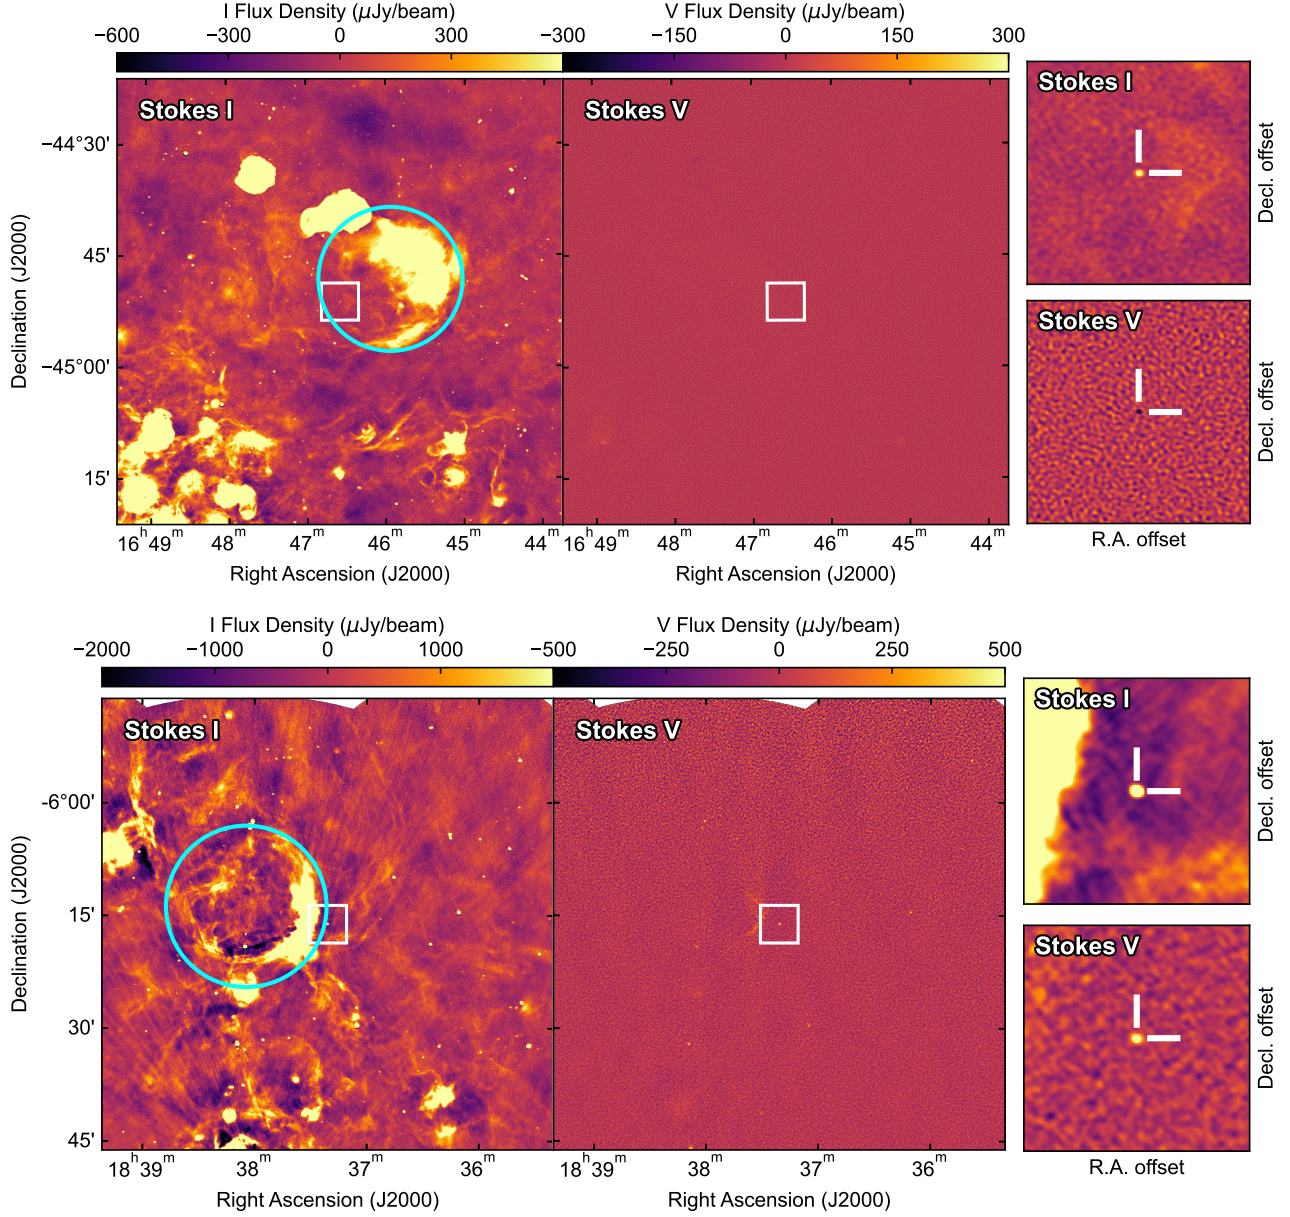 I Flux Density (μJy/beam)
V Flux Density (μJy/beam)
−600 −300 0 300 −300 −150 0 150 300
Stokes I
Stokes V
Stokes I
Decl. offset
Stokes V
Decl. offset
R.A. offset
Declination (J2000)
−44°30'
45'
−45°00'
15'
16ʰ49ᵐ 48ᵐ 47ᵐ 46ᵐ 45ᵐ 44ᵐ
16ʰ49ᵐ 48ᵐ 47ᵐ 46ᵐ 45ᵐ 44ᵐ
Right Ascension (J2000)
Right Ascension (J2000)
I Flux Density (μJy/beam)
V Flux Density (μJy/beam)
−2000 −1000 0 1000 −500 −250 0 250 500
Stokes I
Stokes V
Stokes I
Decl. offset
Stokes V
Decl. offset
R.A. offset
Declination (J2000)
-6°00'
15'
30'
45'
18ʰ39ᵐ 38ᵐ 37ᵐ 36ᵐ
18ʰ39ᵐ 38ᵐ 37ᵐ 36ᵐ
Right Ascension (J2000)
Right Ascension (J2000)